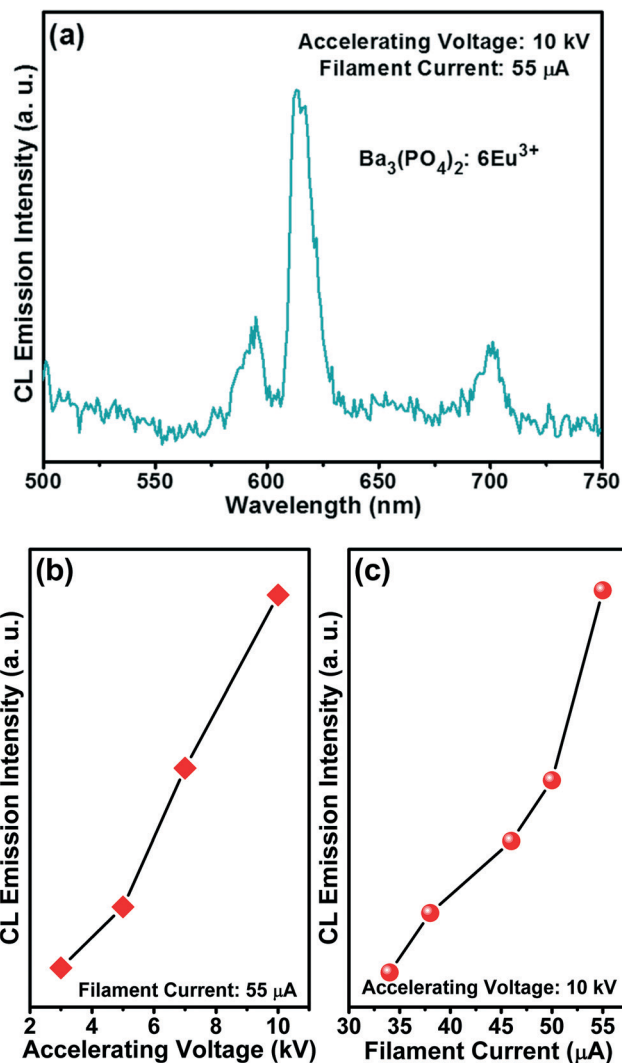 (a)
Accelerating Voltage: 10 kV
Filament Current: 55 μA
Ba₃(PO₄)₂: 6Eu³⁺
CL Emission Intensity (a. u.)
500 550 600 650 700 750
Wavelength (nm)
(b)
CL Emission Intensity (a. u.)
Filament Current: 55 μA
2 4 6 8 10
Accelerating Voltage (kV)
(c)
CL Emission Intensity (a. u.)
Accelerating Voltage: 10 kV
30 35 40 45 50 55
Filament Current (μA)